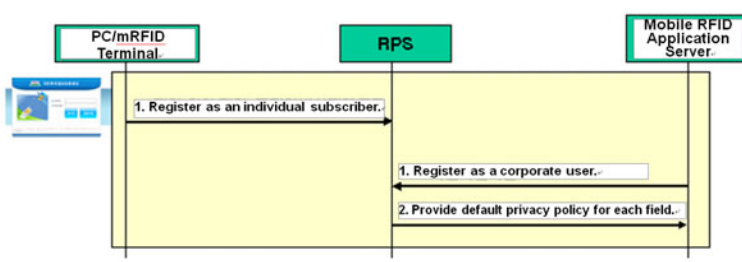 PC/mRFID
Terminal
RPS
Mobile RFID
Application
Server
1. Register as an individual subscriber.
1. Register as a corporate user.
2. Provide default privacy policy for each field.